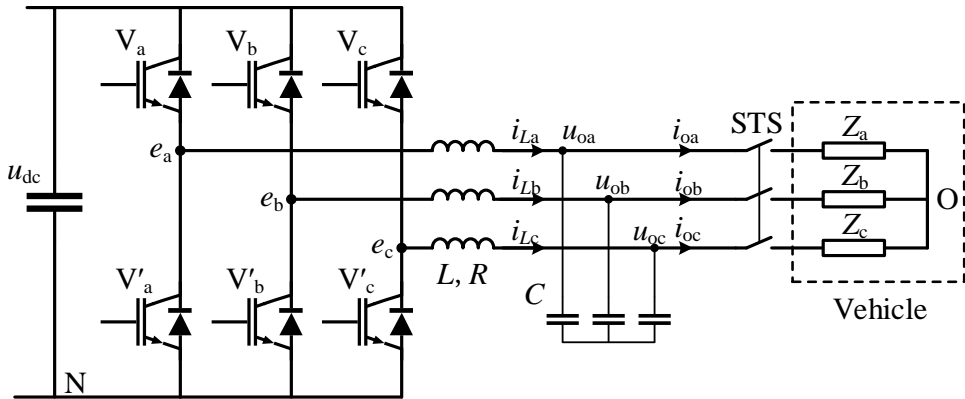 Va Vb Vc
iLa uoa ioa STS Za
ea
udc
iLb uob iob Zb O
eb
iLc uoc ioc Zc
ec
L, R
V'a V'b V'c C Vehicle
N